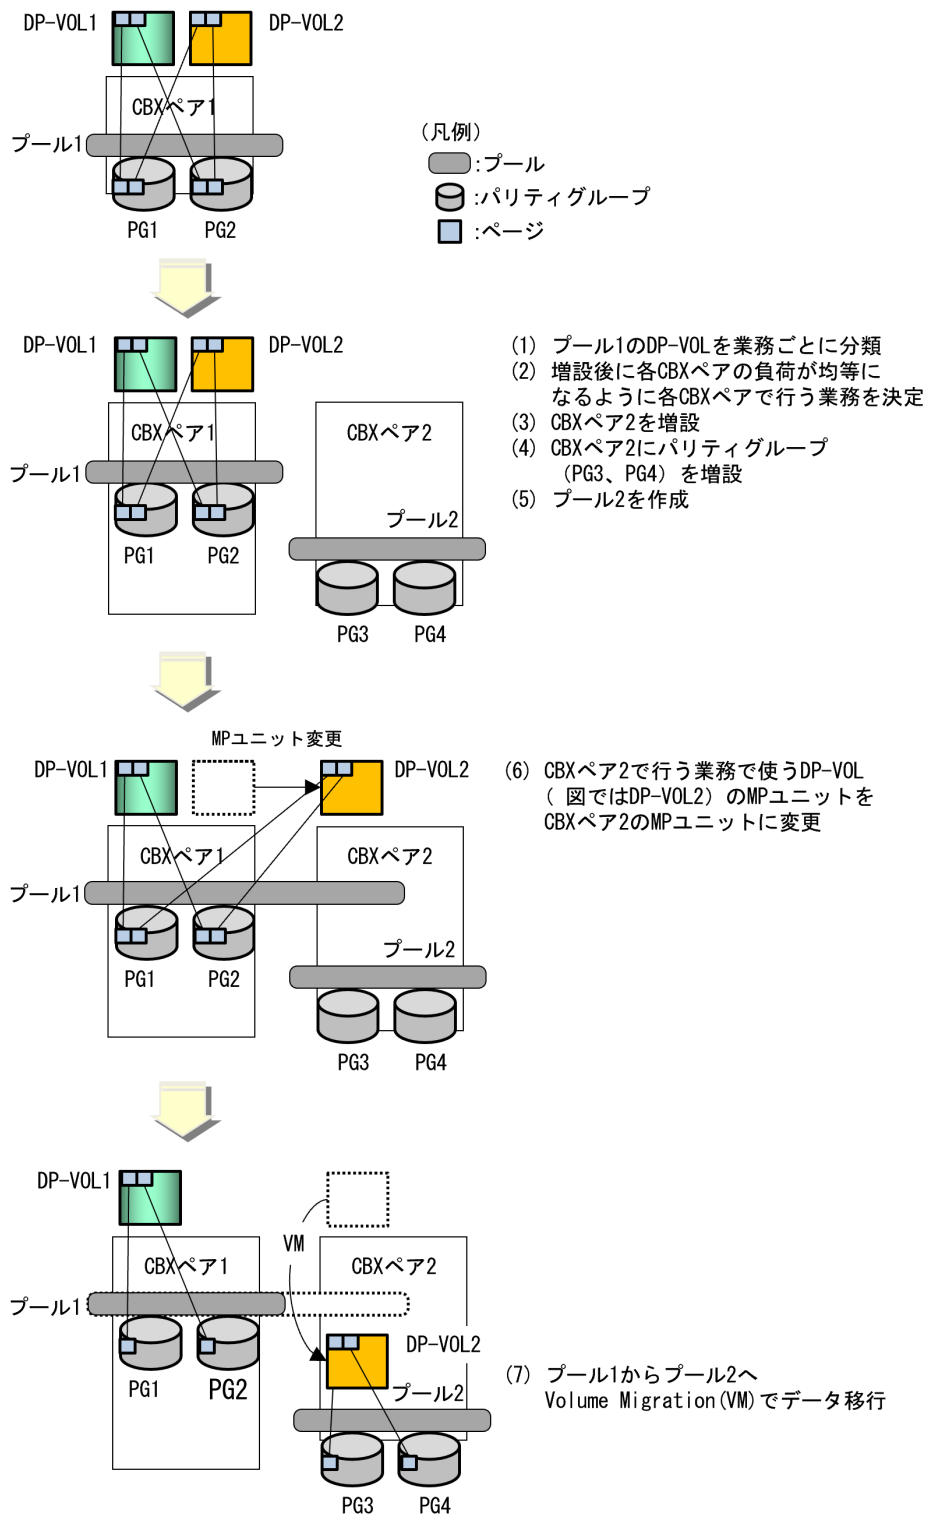 DP-VOL1
DP-VOL2
CBXペア1
プール1
PG1
PG2
(凡例)
:プール
:パリティグループ
:ページ
DP-VOL1
DP-VOL2
CBXペア1
CBXペア2
プール1
プール2
PG1
PG2
PG3
PG4
(1) プール1のDP-VOLを業務ごとに分類
(2) 増設後に各CBXペアの負荷が均等に
なるように各CBXペアで行う業務を決定
(3) CBXペア2を増設
(4) CBXペア2にパリティグループ
(PG3、PG4) を増設
(5) プール2を作成
MPユニット変更
DP-VOL1
DP-VOL2
CBXペア1
CBXペア2
プール1
プール2
PG1
PG2
PG3
PG4
(6) CBXペア2で行う業務で使うDP-VOL
( 図ではDP-VOL2) のMPユニットを
CBXペア2のMPユニットに変更
DP-VOL1
VM
CBXペア1
CBXペア2
プール1
DP-VOL2
PG1
PG2
プール2
PG3
PG4
(7) プール1からプール2へ
Volume Migration(VM)でデータ移行